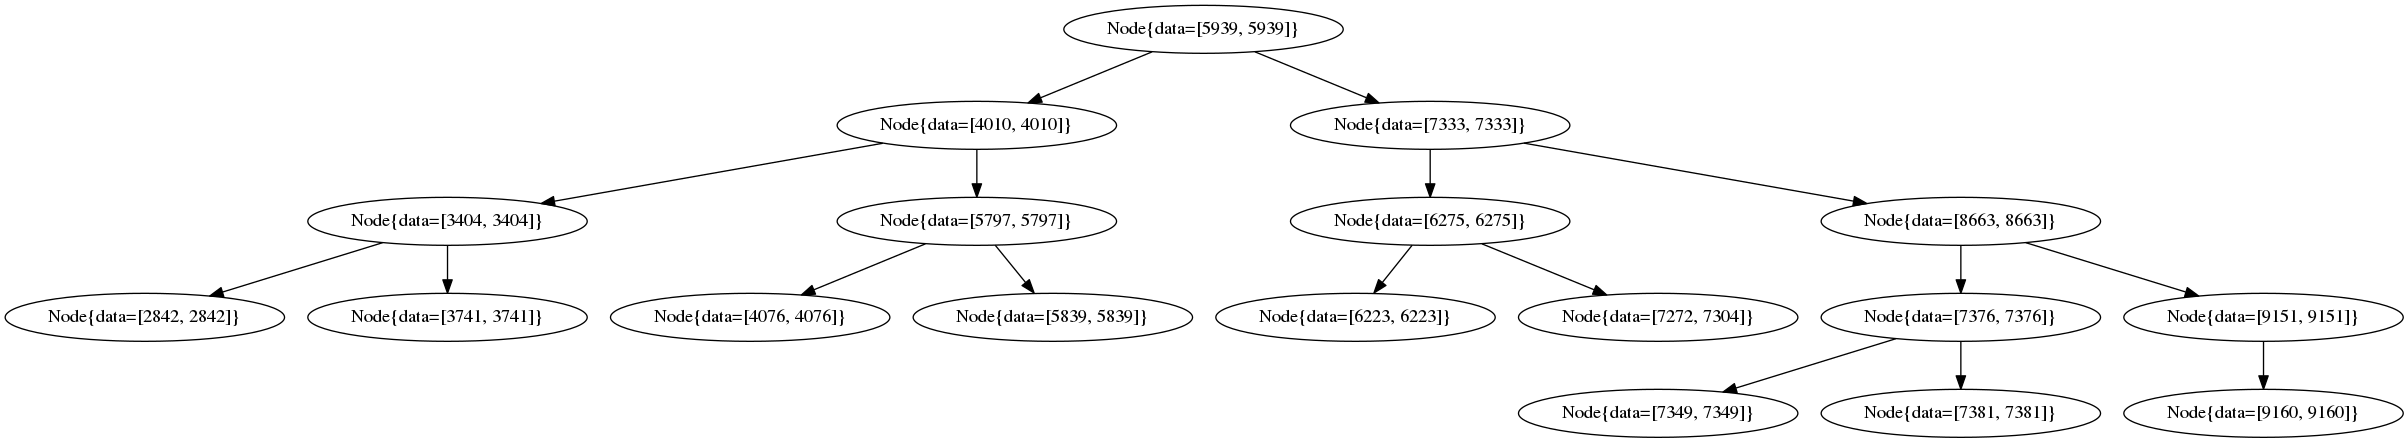 Node{data=[5939, 5939]}
Node{data=[4010, 4010]}
Node{data=[7333, 7333]}
Node{data=[3404, 3404]}
Node{data=[5797, 5797]}
Node{data=[6275, 6275]}
Node{data=[8663, 8663]}
Node{data=[2842, 2842]}
Node{data=[3741, 3741]}
Node{data=[4076, 4076]}
Node{data=[5839, 5839]}
Node{data=[6223, 6223]}
Node{data=[7272, 7304]}
Node{data=[7376, 7376]}
Node{data=[9151, 9151]}
Node{data=[7349, 7349]}
Node{data=[7381, 7381]}
Node{data=[9160, 9160]}